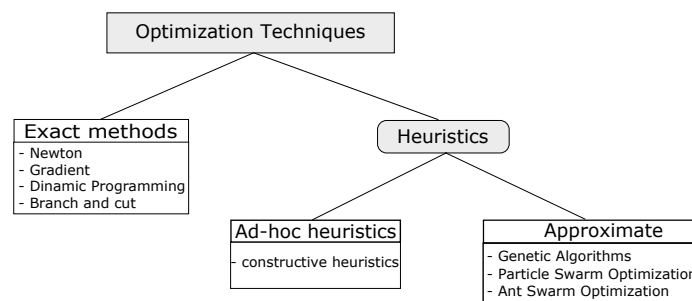 Optimization Techniques
Exact methods
- Newton
- Gradient
- Dinamic Programming
- Branch and cut
Heuristics
Ad-hoc heuristics
- constructive heuristics
Approximate
- Genetic Algorithms
- Particle Swarm Optimization
- Ant Swarm Optimization